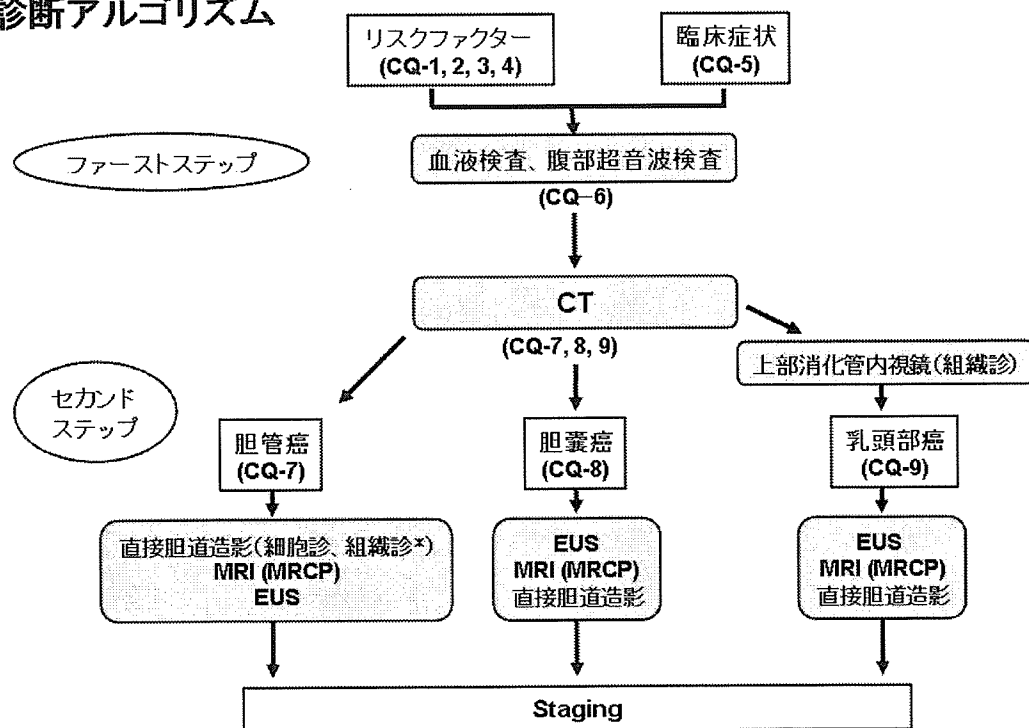 診断アルゴリズム
リスクファクター
(CQ-1, 2, 3, 4)
臨床症状
(CQ-5)
ファーストステップ
血液検査、腹部超音波検査
(CQ-6)
CT
(CQ-7, 8, 9)
上部消化管内視鏡(組織診)
セカンド
ステップ
胆管癌
(CQ-7)
胆嚢癌
(CQ-8)
乳頭部癌
(CQ-9)
直接胆道造影(細胞診、組織診*)
MRI (MRCP)
EUS
EUS
MRI (MRCP)
直接胆道造影
EUS
MRI (MRCP)
直接胆道造影
Staging